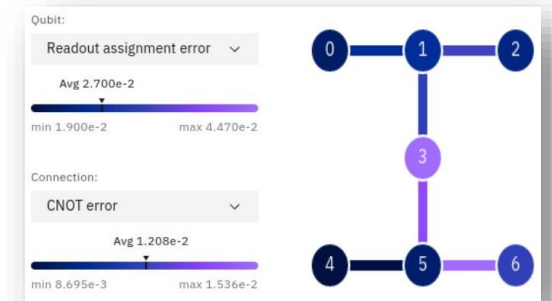 Qubit:
Readout assignment error
Avg 2.700e-2
min 1.900e-2 max 4.470e-2
Connection:
CNOT error
Avg 1.208e-2
min 8.695e-3 max 1.536e-2
0 1 2
3
4 5 6